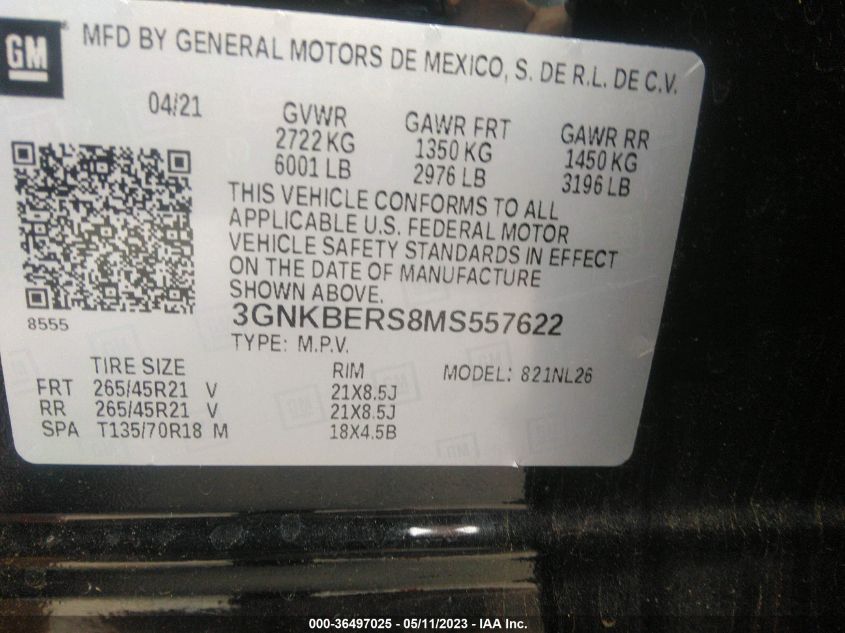 GM
MFD BY GENERAL MOTORS DE MEXICO, S. DE R.L. DE C.V.
04/21
GVWR
2722 KG
6001 LB
GAWR FRT
1350 KG
2976 LB
GAWR RR
1450 KG
3196 LB
THIS VEHICLE CONFORMS TO ALL
APPLICABLE U.S. FEDERAL MOTOR
VEHICLE SAFETY STANDARDS IN EFFECT
ON THE DATE OF MANUFACTURE
SHOWN ABOVE.
8555
3GNKBERS8MS557622
TYPE: M.P.V.
TIRE SIZE RIM MODEL: 821NL26
FRT 265/45R21 V 21X8.5J
RR 265/45R21 V 21X8.5J
SPA T135/70R18 M 18X4.5B
000-36497025 - 05/11/2023 - IAA Inc.